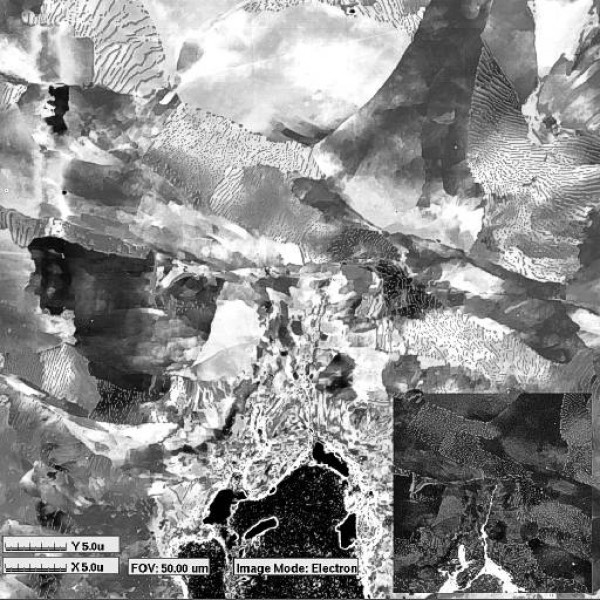 Y 5.0u
X 5.0u
FOV: 50.00 um
Image Mode: Electron